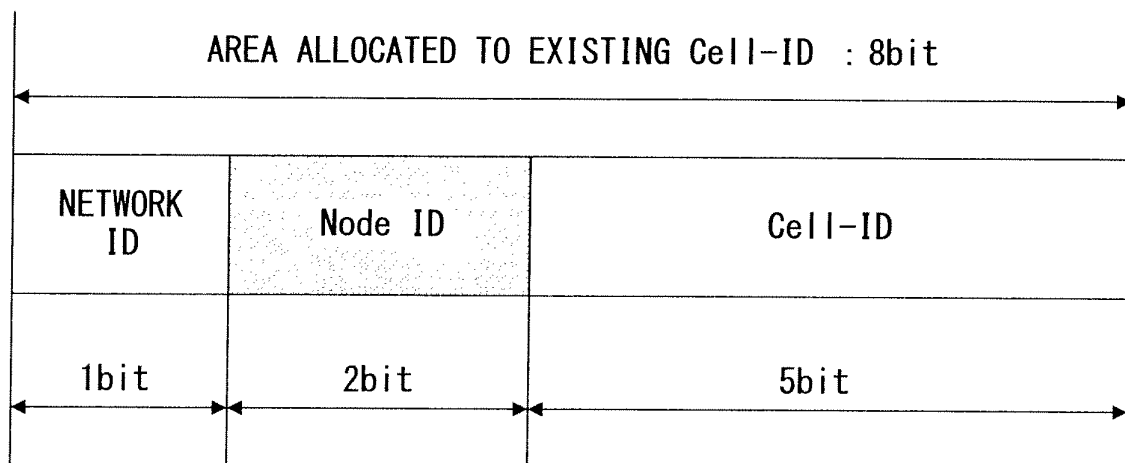 AREA ALLOCATED TO EXISTING Cell-ID : 8bit
NETWORK
ID
Node ID
Cell-ID
1bit
2bit
5bit